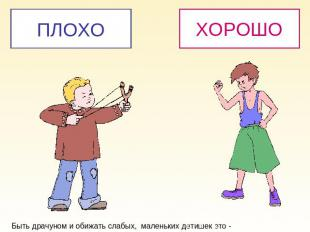 ПЛОХО
ХОРОШО
Быть драчуном и обижать слабых, маленьких детишек это -